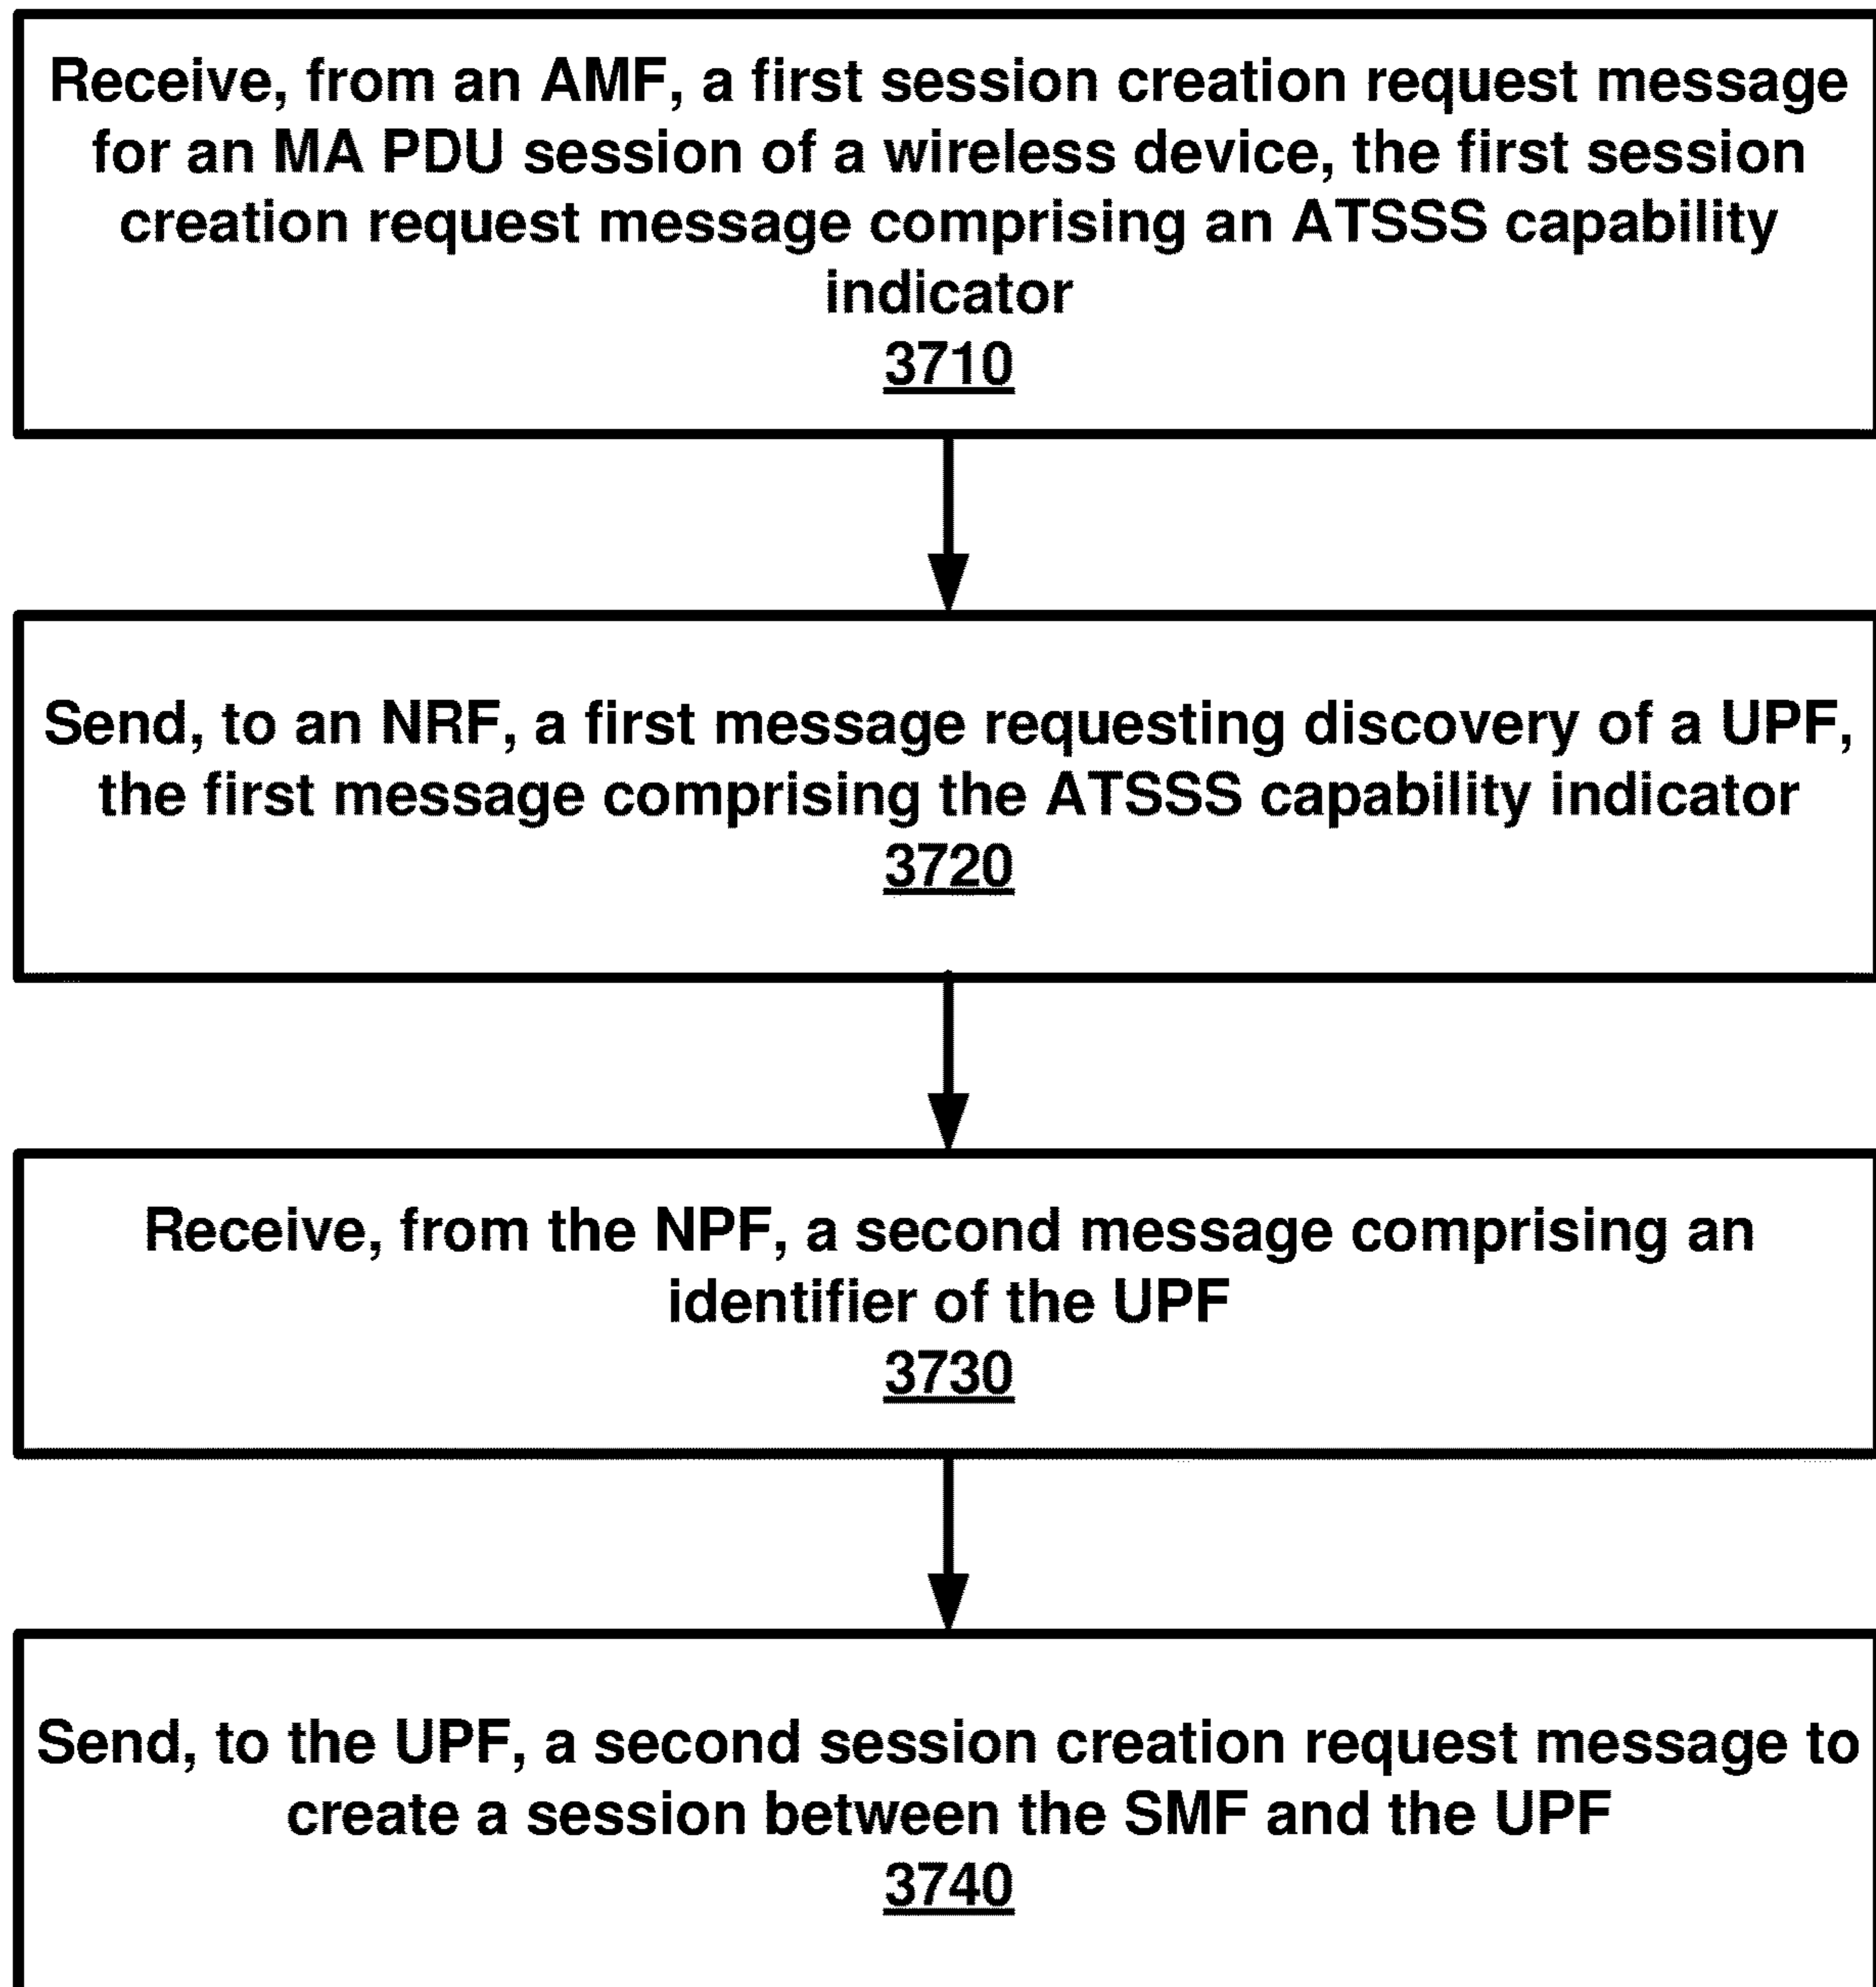 Receive, from an AMF, a first session creation request message
for an MA PDU session of a wireless device, the first session
creation request message comprising an ATSSS capability
indicator
3710
Send, to an NRF, a first message requesting discovery of a UPF,
the first message comprising the ATSSS capability indicator
3720
Receive, from the NPF, a second message comprising an
identifier of the UPF
3730
Send, to the UPF, a second session creation request message to
create a session between the SMF and the UPF
3740